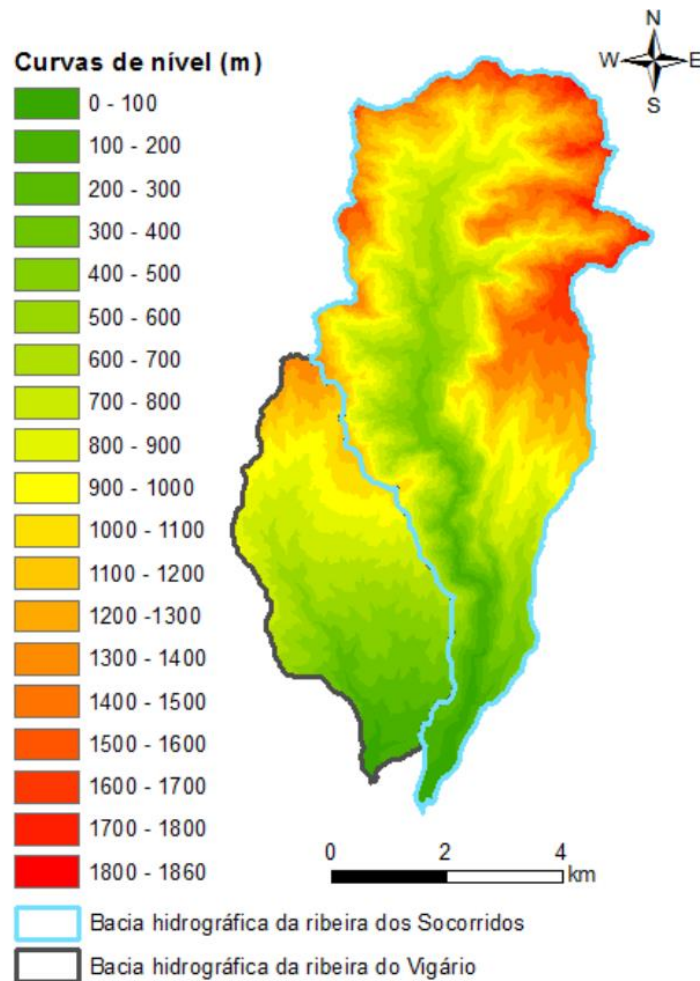 N
W E
S
Curvas de nível (m)
0 - 100
100 - 200
200 - 300
300 - 400
400 - 500
500 - 600
600 - 700
700 - 800
800 - 900
900 - 1000
1000 - 1100
1100 - 1200
1200 -1300
1300 - 1400
1400 - 1500
1500 - 1600
1600 - 1700
1700 - 1800
1800 - 1860
0 2 4
km
Bacia hidrográfica da ribeira dos Socorridos
Bacia hidrográfica da ribeira do Vigário